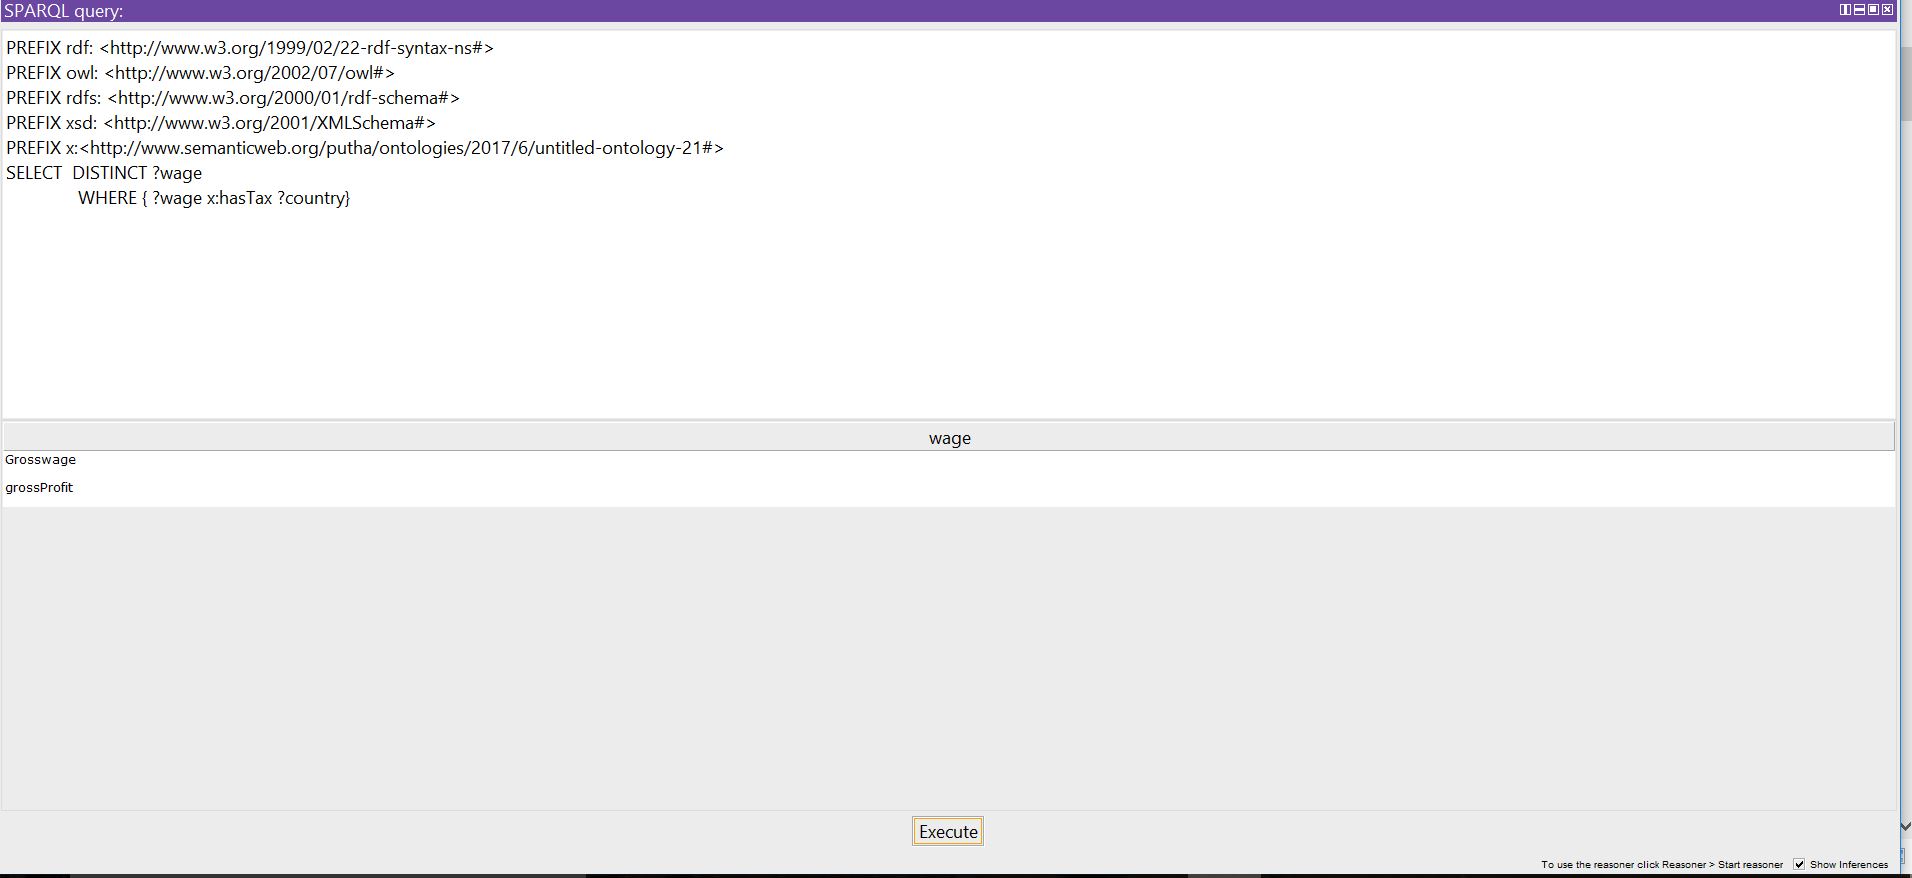 SPARQL query:
PREFIX rdf: <http://www.w3.org/1999/02/22-rdf-syntax-ns#>
PREFIX owl: <http://www.w3.org/2002/07/owl#>
PREFIX rdfs: <http://www.w3.org/2000/01/rdf-schema#>
PREFIX xsd: <http://www.w3.org/2001/XMLSchema#>
PREFIX x:<http://www.semanticweb.org/putha/ontologies/2017/6/untitled-ontology-21#>
SELECT  DISTINCT ?wage
WHERE { ?wage x:hasTax ?country}
wage
Grosswage
grossProfit
Execute
To use the reasoner click Reasoner > Start reasoner Show Inferences